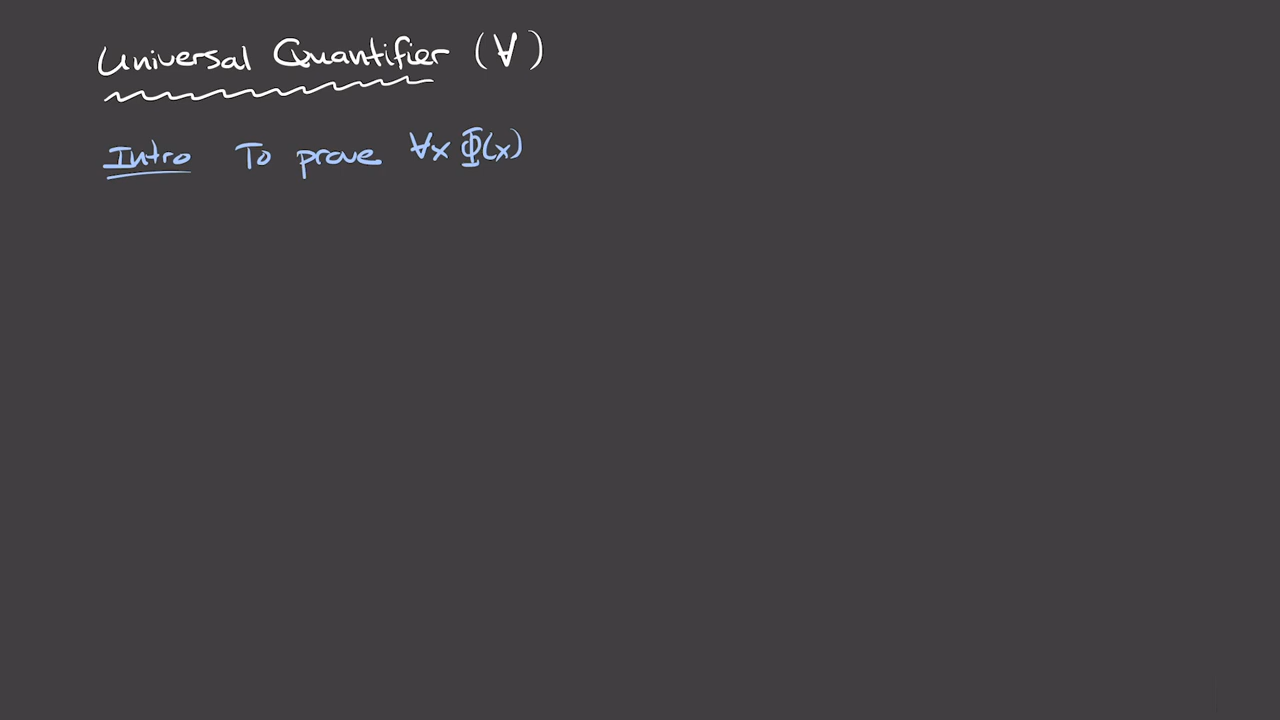 Universal Quantifier (∀)
Intro To prove ∀x Φ(x)